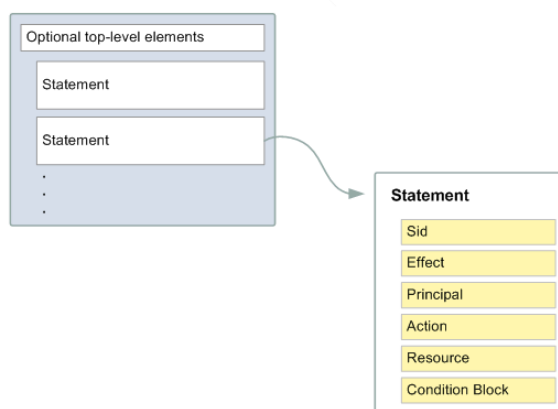 Optional top-level elements
Statement
Statement
.
.
.
Statement
Sid
Effect
Principal
Action
Resource
Condition Block